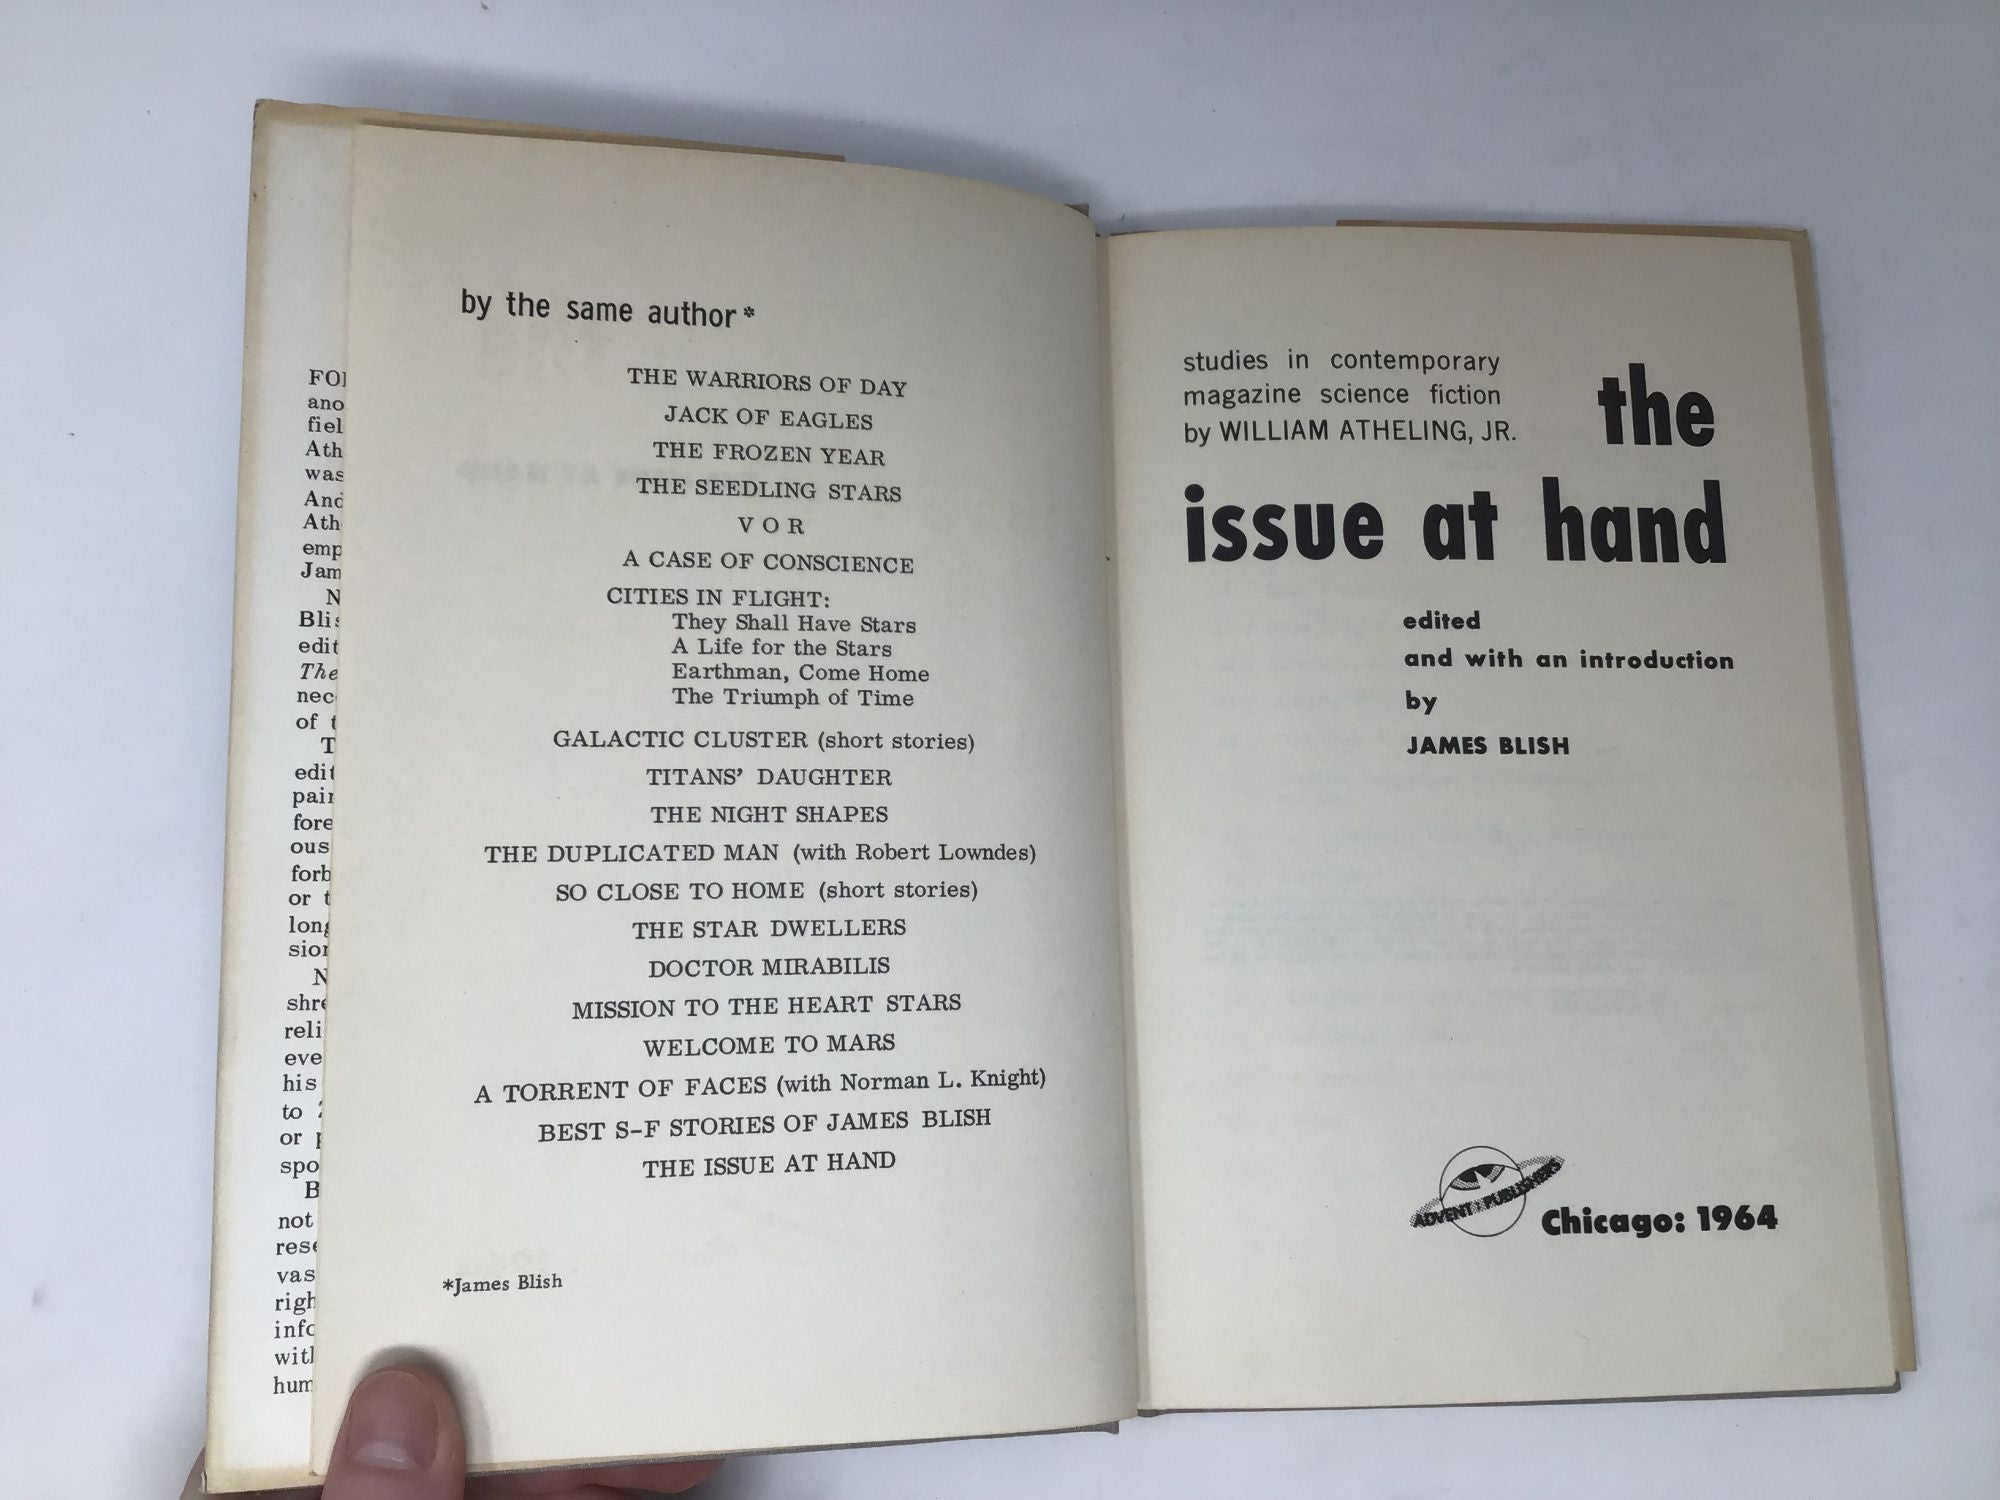 by the same author*
THE WARRIORS OF DAY
JACK OF EAGLES
THE FROZEN YEAR
THE SEEDLING STARS
VOR
A CASE OF CONSCIENCE
CITIES IN FLIGHT:
They Shall Have Stars
A Life for the Stars
Earthman, Come Home
The Triumph of Time
GALACTIC CLUSTER (short stories)
TITANS' DAUGHTER
THE NIGHT SHAPES
THE DUPLICATED MAN (with Robert Lowndes)
SO CLOSE TO HOME (short stories)
THE STAR DWELLERS
DOCTOR MIRABILIS
MISSION TO THE HEART STARS
WELCOME TO MARS
A TORRENT OF FACES (with Norman L. Knight)
BEST S-F STORIES OF JAMES BLISH
THE ISSUE AT HAND
*James Blish
studies in contemporary
magazine science fiction
by WILLIAM ATHELING, JR.
the
issue at hand
edited
and with an introduction
by
JAMES BLISH
ADVENT : PUBLISHERS
Chicago: 1964